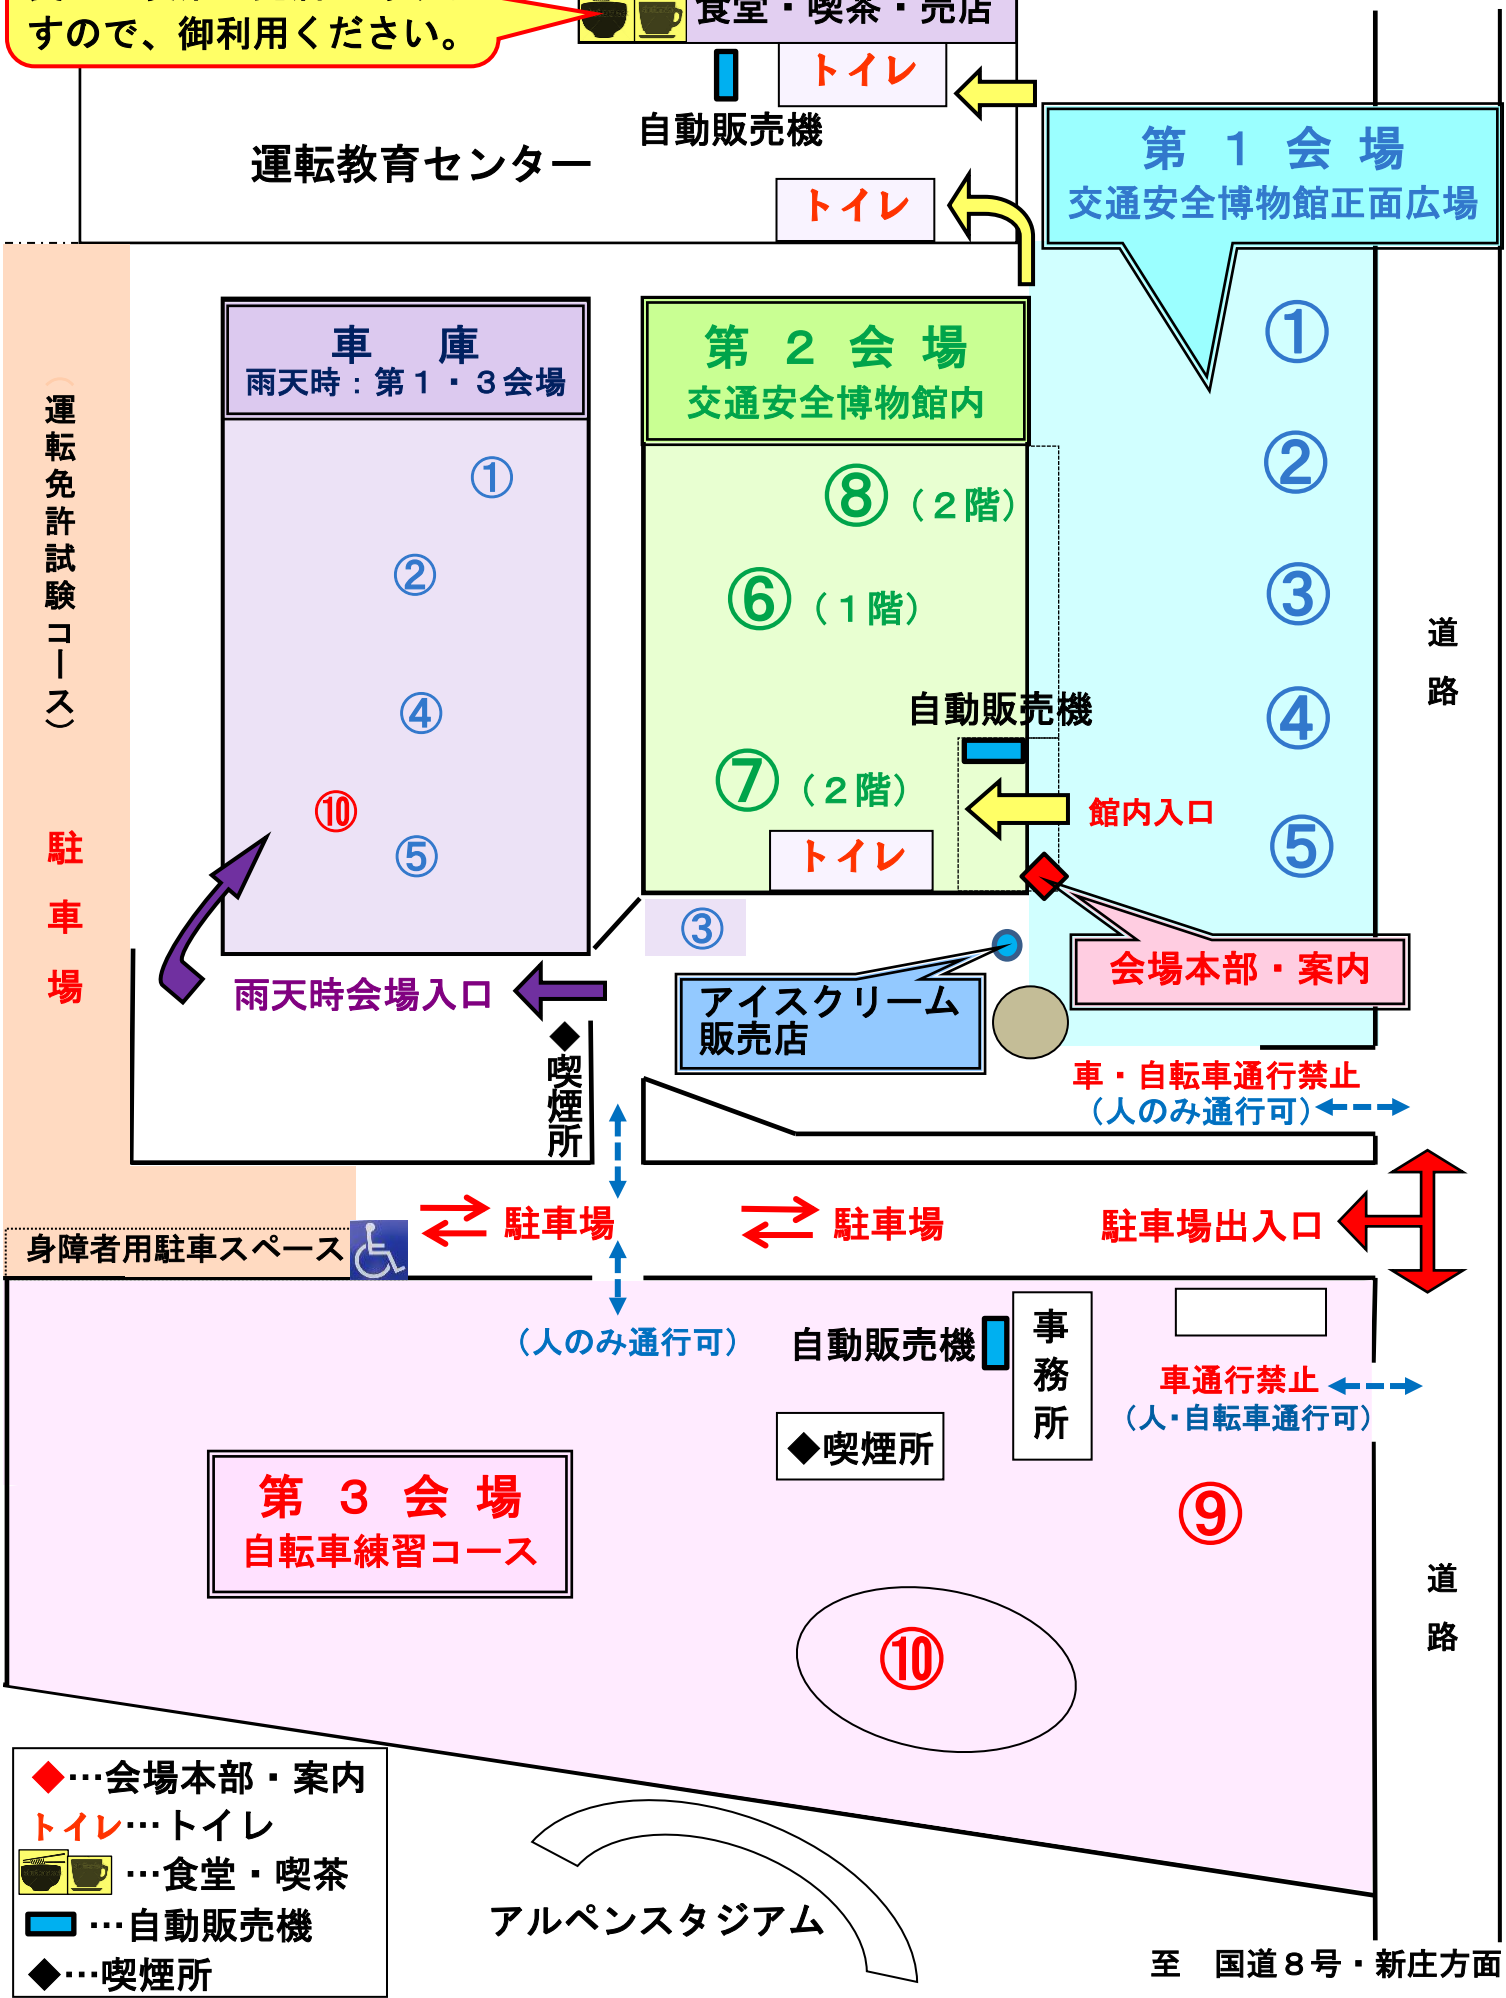 すので、御利用ください。
食堂・喫茶・売店
トイレ
自動販売機
運転教育センター
トイレ
第 1 会 場
交通安全博物館正面広場
車 庫
雨天時：第１・３会場
第 ２ 会 場
交通安全博物館内
①
②
③
④
⑤
①
②
④
⑩
⑤
⑧（２階）
⑥（１階）
自動販売機
⑦（２階）
館内入口
トイレ
③
（運転免許試験コース）
駐車場
道路
会場本部・案内
アイスクリーム
販売店
雨天時会場入口
◆喫煙所
車・自転車通行禁止
（人のみ通行可）
駐車場
駐車場
駐車場出入口
身障者用駐車スペース
（人のみ通行可）
自動販売機
事務所
車通行禁止
（人・自転車通行可）
◆喫煙所
第 ３ 会 場
自転車練習コース
⑨
⑩
道路
◆…会場本部・案内
トイレ…トイレ
…食堂・喫茶
…自動販売機
◆…喫煙所
アルペンスタジアム
至　国道８号・新庄方面